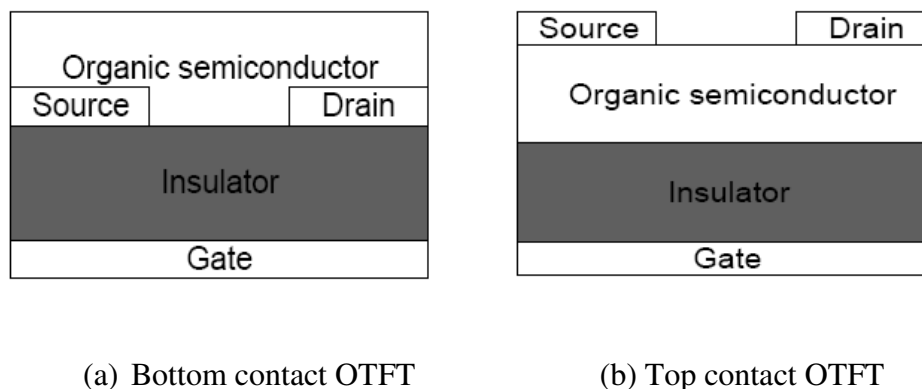 Organic semiconductor
Source Drain
Insulator
Gate
(a) Bottom contact OTFT
Source Drain
Organic semiconductor
Insulator
Gate
(b) Top contact OTFT